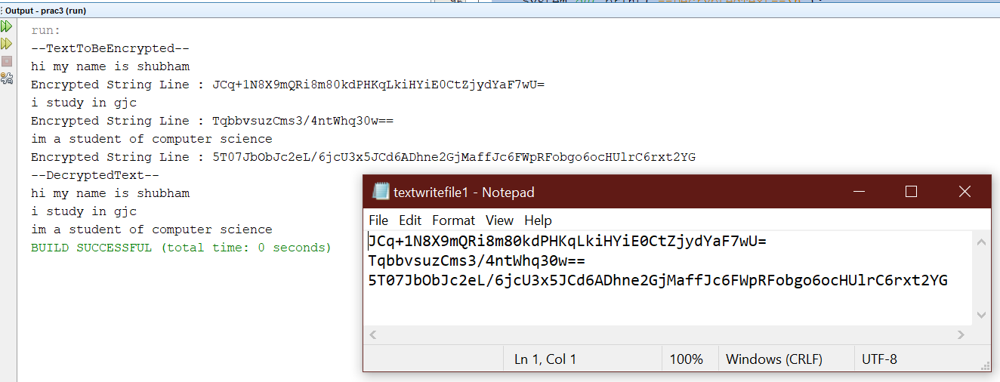 Output - prac3 (run)
run:
--TextToBeEncrypted--
hi my name is shubham
Encrypted String Line : JCq+1N8X9mQRi8m80kdPHKqLkiHYiE0CtZjydYaF7wU=
i study in gjc
Encrypted String Line : TqbbvsuzCms3/4ntWhq30w==
im a student of computer science
Encrypted String Line : 5T07JbObJc2eL/6jcU3x5JCd6ADhne2GjMaffJc6FWpRFobgo6ocHUlrC6rxt2YG
--DecryptedText--
hi my name is shubham
i study in gjc
im a student of computer science
BUILD SUCCESSFUL (total time: 0 seconds)
textwritefile1 - Notepad
File Edit Format View Help
JCq+1N8X9mQRi8m80kdPHKqLkiHYiE0CtZjydYaF7wU=
TqbbvsuzCms3/4ntWhq30w==
5T07JbObJc2eL/6jcU3x5JCd6ADhne2GjMaffJc6FWpRFobgo6ocHUlrC6rxt2YG
Ln 1, Col 1 100% Windows (CRLF) UTF-8